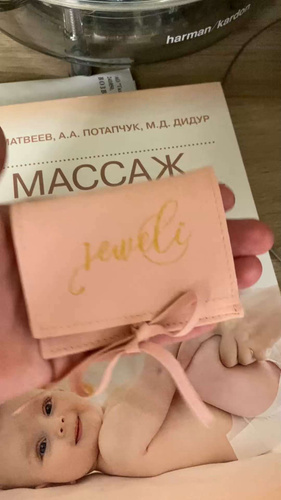 harman/kardon
МАТВЕЕВ, А.А. ПОТАПЧУК, М.Д. ДИДУР
МАССАЖ
Jeweli